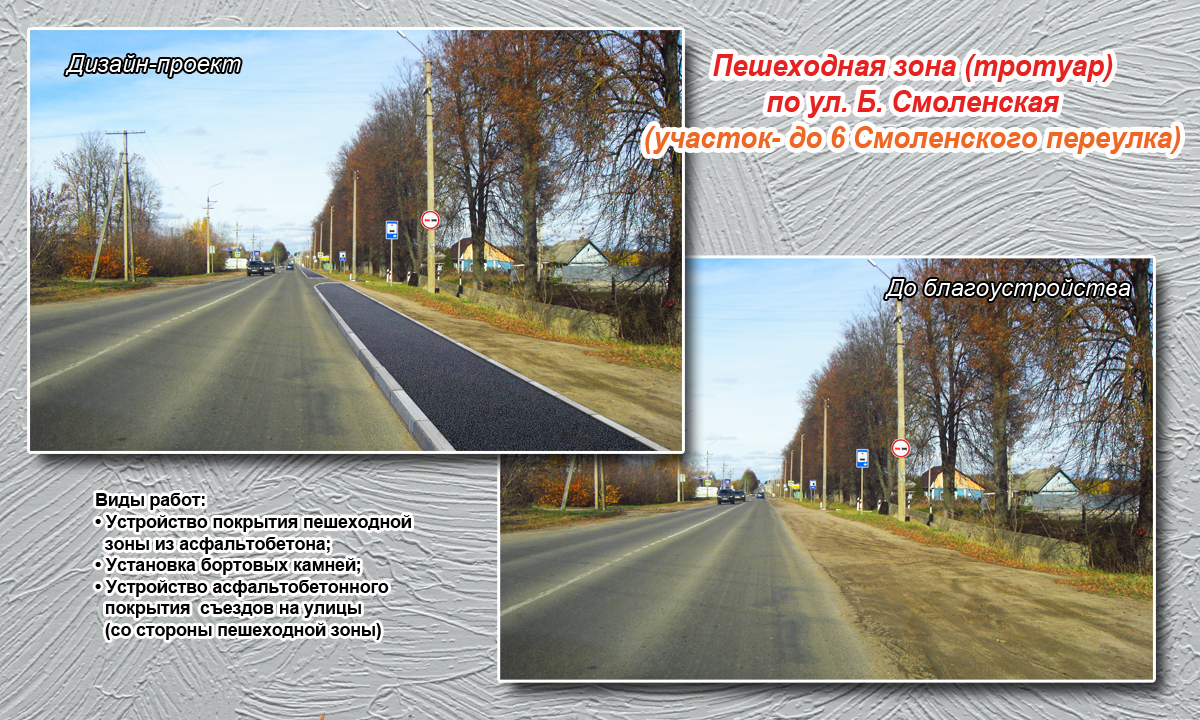 Дизайн-проект
Пешеходная зона (тротуар)
по ул. Б. Смоленская
(участок- до 6 Смоленского переулка)
До благоустройства
Виды работ:
• Устройство покрытия пешеходной
зоны из асфальтобетона;
• Установка бортовых камней;
• Устройство асфальтобетонного
покрытия съездов на улицы
(со стороны пешеходной зоны)